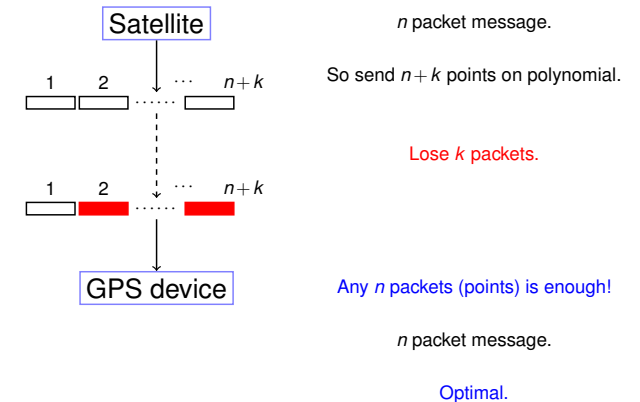 Satellite
n packet message.
1 2 ··· n+k
So send n+k points on polynomial.
······
Lose k packets.
1 2 ··· n+k
······
GPS device
Any n packets (points) is enough!
n packet message.
Optimal.